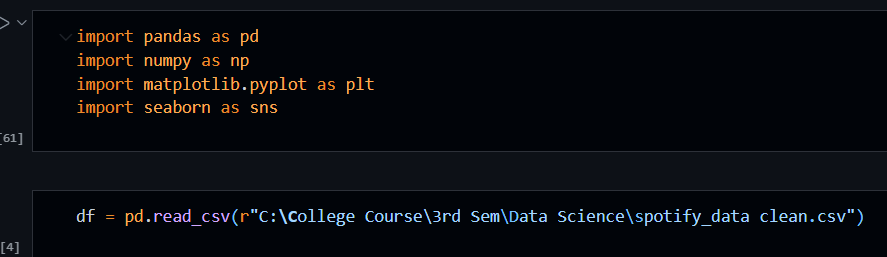 import pandas as pd
import numpy as np
import matplotlib.pyplot as plt
import seaborn as sns
[61]
df = pd.read_csv(r"C:\College Course\3rd Sem\Data Science\spotify_data clean.csv")
[4]